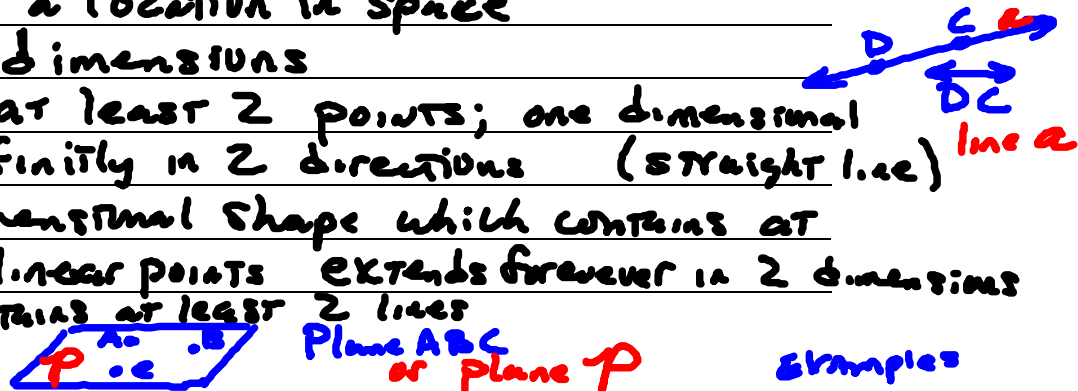 a location in space
dimensions
at least 2 points; one dimensional
finitly in 2 directions (straight line)
mensional shape which contains at
linear points extends forevever in 2 dimensions
tains at least 2 lines
D C a
DC
line a
A B
P C
Plane ABC
or plane P
examples